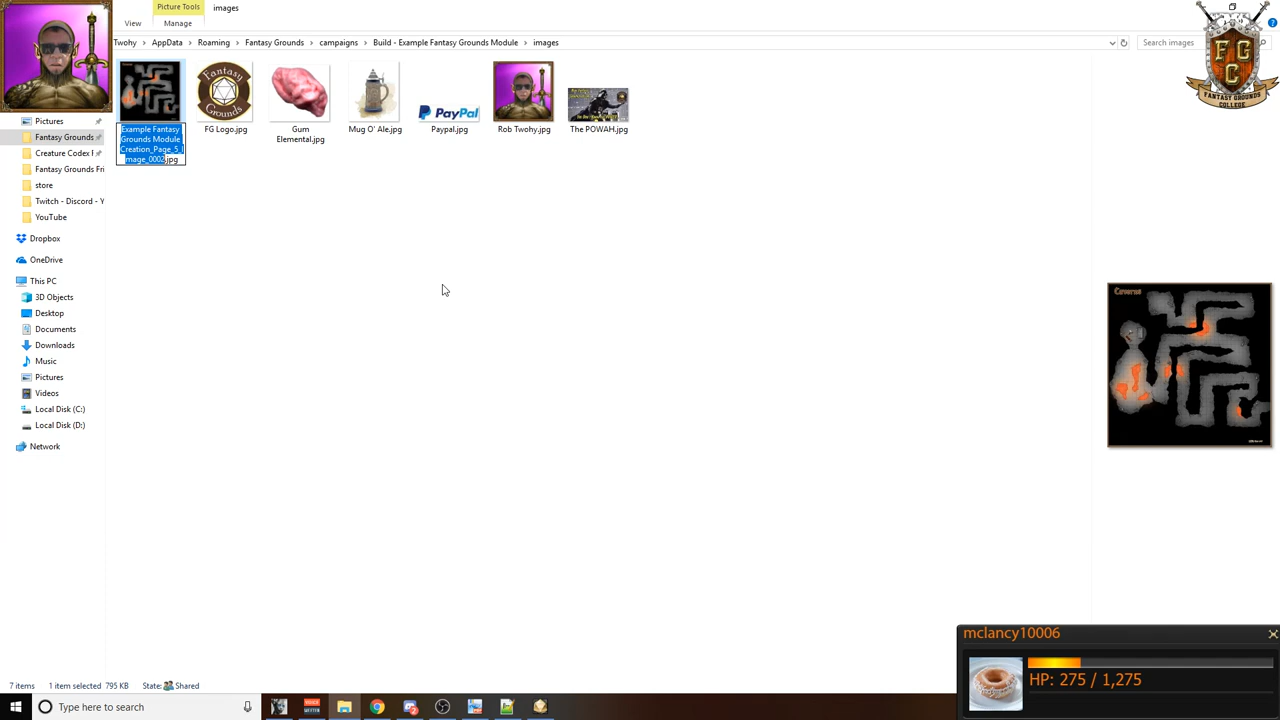 Picture Tools
images
View
Manage
Twohy
AppData
Roaming
Fantasy Grounds
campaigns
Build - Example Fantasy Grounds Module
images
Search images
FGC
FANTASY GROUNDS
COLLEGE
Example Fantasy
Grounds Module
Creation_Page_5_I
mage_0002.jpg
Fantasy
Grounds
FG Logo.jpg
Gum
Elemental.jpg
Mug O' Ale.jpg
PayPal
Paypal.jpg
Rob Twohy.jpg
The POWAH.jpg
Pictures
Fantasy Grounds
Creature Codex I
Fantasy Grounds Fri
store
Twitch - Discord - Y
YouTube
Dropbox
OneDrive
This PC
3D Objects
Desktop
Documents
Downloads
Music
Pictures
Videos
Local Disk (C:)
Local Disk (D:)
Network
Caverns
mclancy10006
HP: 275 / 1,275
7 items
1 item selected 795 KB
State:
Shared
Type here to search